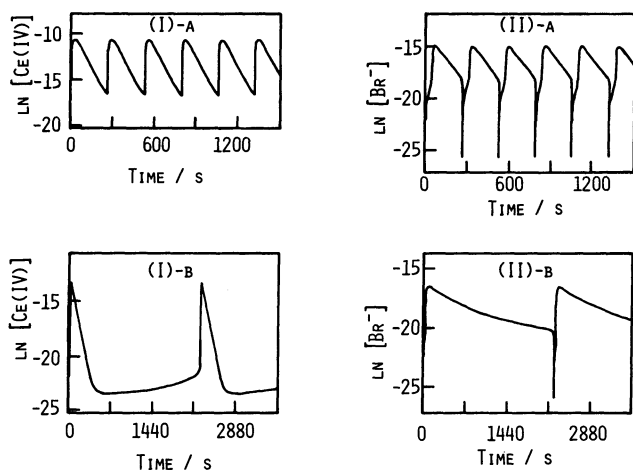 (I)-A
LN [CE(IV)]
-10
-15
-20
0 600 1200
TIME / S
(II)-A
LN [BR⁻]
-15
-20
-25
0 600 1200
TIME / S
(I)-B
LN [CE(IV)]
-15
-20
-25
0 1440 2880
TIME / S
(II)-B
LN [BR⁻]
-15
-20
-25
0 1440 2880
TIME / S